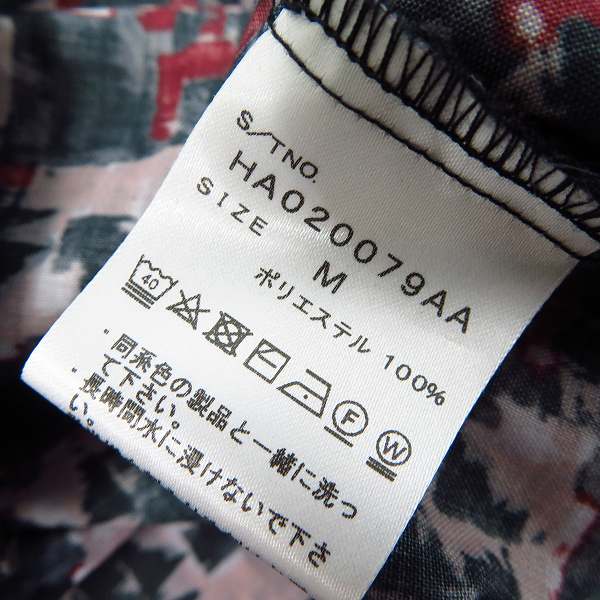 S/TNO.
HA020079AA
SIZE M
ポリエステル 100%
40 F W
・同系色の製品と一緒に洗っ
て下さい。
・長時間水に浸けないで下さ
い。